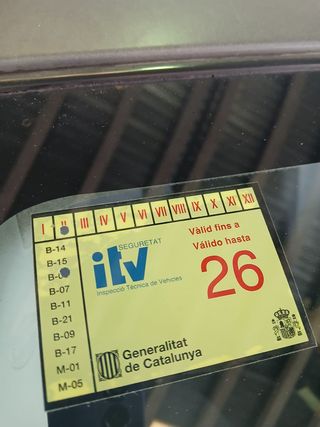 I II III IV V VI VII VIII IX X XI XII
B-14
B-15
B-07
B-11
B-21
B-09
B-17
M-01
M-05
SEGURETAT
itv
Inspecció Tècnica de Vehicles
Vàlid fins a
Válido hasta
26
Generalitat
de Catalunya